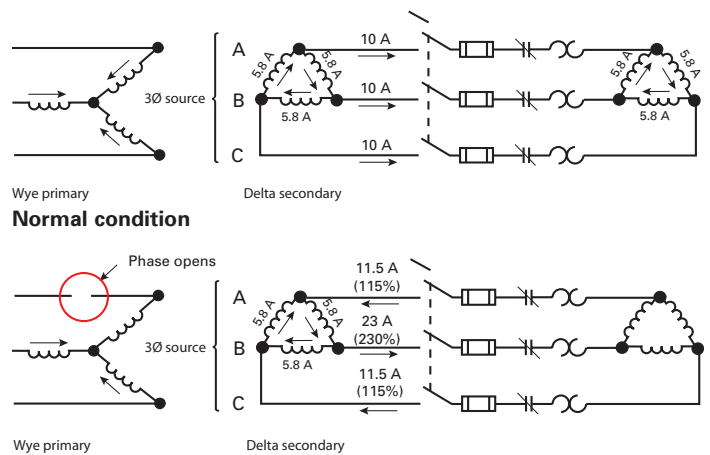 10 A
A
5.8 A
5.8 A
5.8 A
5.8 A
10 A
3Ø source
B
5.8 A
5.8 A
10 A
C
Wye primary
Delta secondary
Normal condition
Phase opens
11.5 A
(115%)
A
5.8 A
5.8 A
23 A
(230%)
3Ø source
B
5.8 A
11.5 A
(115%)
C
Wye primary
Delta secondary